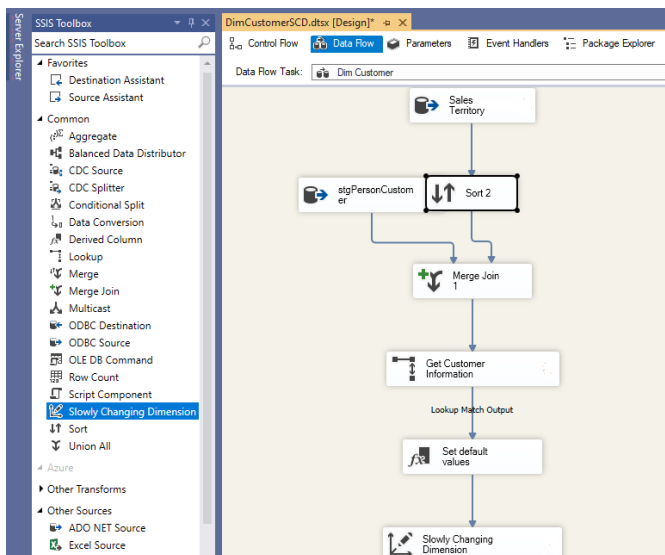 Server Explorer
SSIS Toolbox
Search SSIS Toolbox
Favorites
Destination Assistant
Source Assistant
Common
Aggregate
Balanced Data Distributor
CDC Source
CDC Splitter
Conditional Split
Data Conversion
Derived Column
Lookup
Merge
Merge Join
Multicast
ODBC Destination
ODBC Source
OLE DB Command
Row Count
Script Component
Slowly Changing Dimension
Sort
Union All
Azure
Other Transforms
Other Sources
ADO NET Source
Excel Source
DimCustomerSCD.dtsx [Design]*
Control Flow
Data Flow
Parameters
Event Handlers
Package Explorer
Data Flow Task:
Dim Customer
Sales
Territory
stgPersonCustom
er
Sort 2
Merge Join
1
Get Customer
Information
Lookup Match Output
Set default
values
Slowly Changing
Dimension